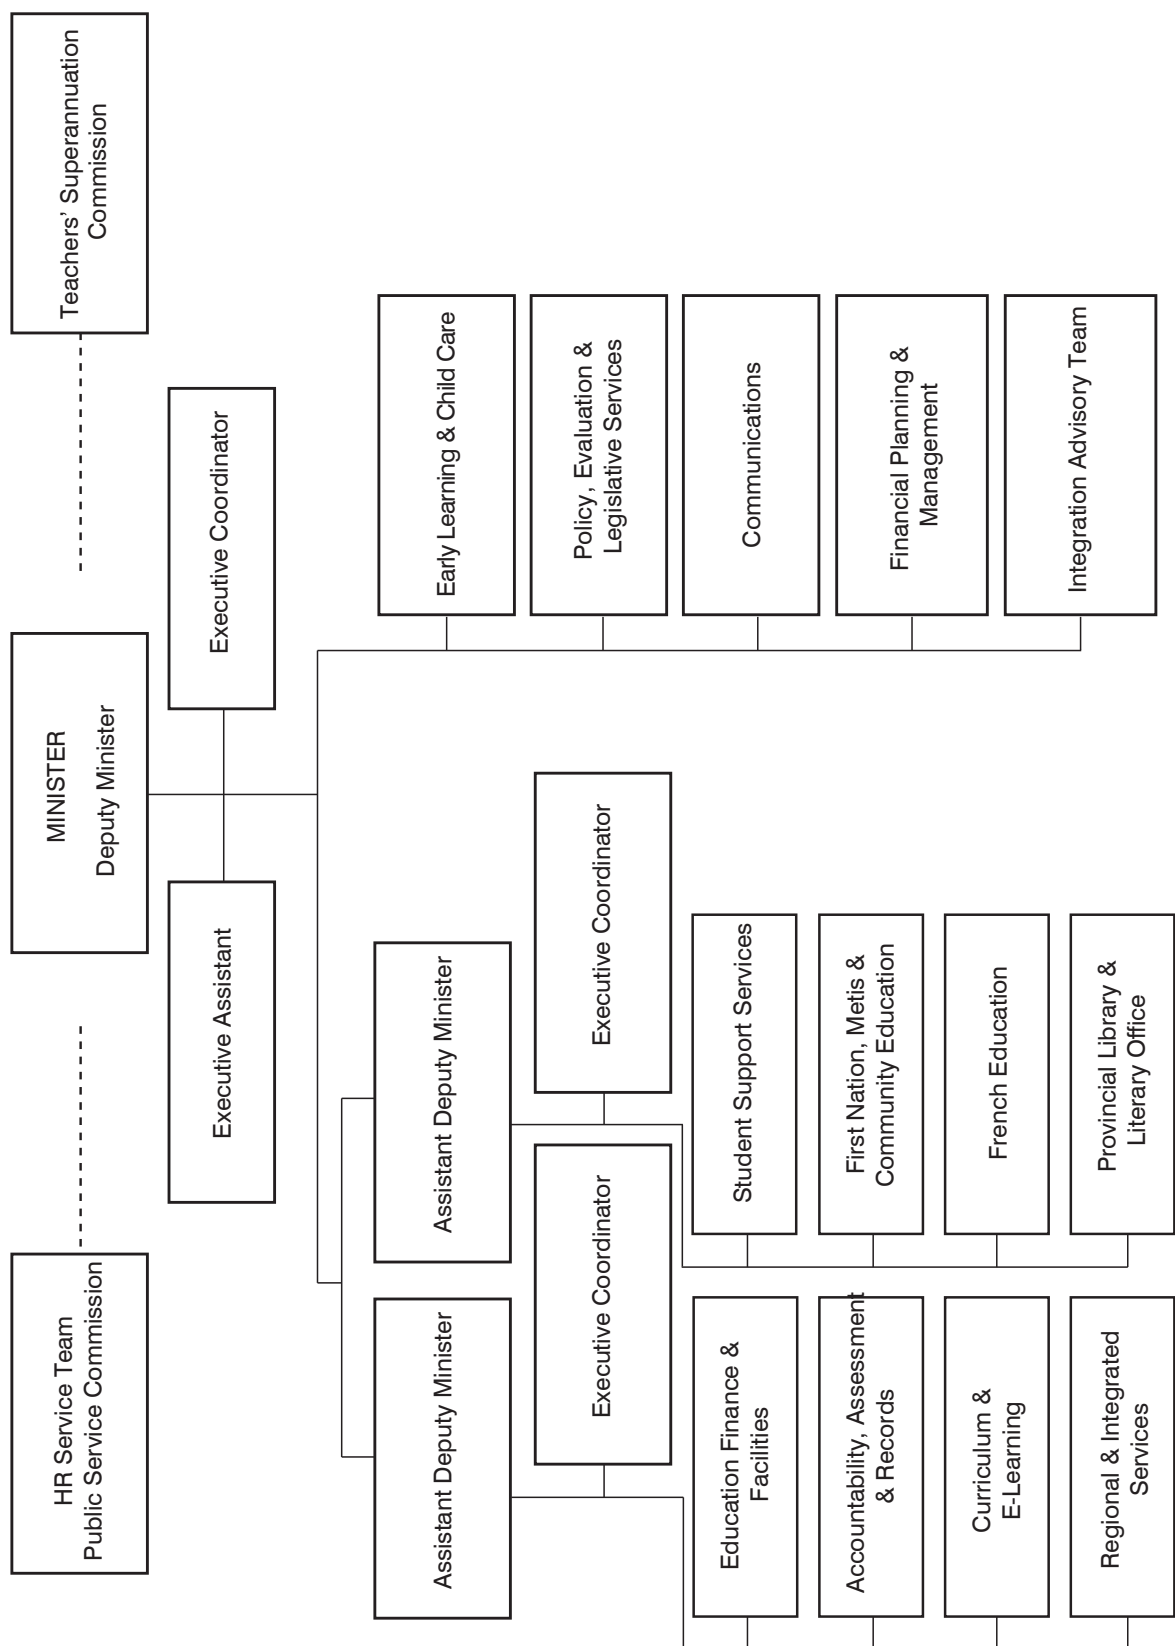 HR Service Team
Public Service Commission
MINISTER
Deputy Minister
Teachers’ Superannuation
Commission
Executive Assistant
Executive Coordinator
Assistant Deputy Minister
Assistant Deputy Minister
Early Learning & Child Care
Executive Coordinator
Executive Coordinator
Policy, Evaluation &
Legislative Services
Education Finance &
Facilities
Student Support Services
Communications
Accountability, Assessment
& Records
First Nation, Metis &
Community Education
Financial Planning &
Management
Curriculum &
E-Learning
French Education
Integration Advisory Team
Regional & Integrated
Services
Provincial Library &
Literary Office